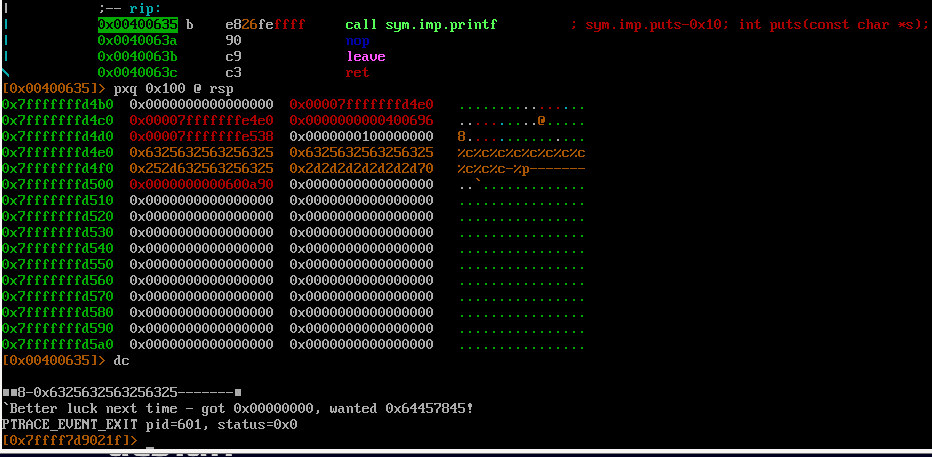 ;-- rip:
0x00400635 b e826feffff call sym.imp.printf ; sym.imp.puts-0x10; int puts(const char *s);
0x0040063a 90 nop
0x0040063b c9 leave
0x0040063c c3 ret
[0x00400635]> pxq 0x100 @ rsp
0x7fffffffd4b0 0x0000000000000000 0x00007fffffffd4e0 ................
0x7fffffffd4c0 0x00007fffffffe4e0 0x0000000000400696 ..........@.....
0x7fffffffd4d0 0x00007fffffffe538 0x0000000100000000 8...............
0x7fffffffd4e0 0x6325632563256325 0x6325632563256325 %c%c%c%c%c%c%c%c
0x7fffffffd4f0 0x252d632563256325 0x2d2d2d2d2d2d2d70 %c%c%c-%p-------
0x7fffffffd500 0x0000000000600a90 0x0000000000000000 ..`.............
0x7fffffffd510 0x0000000000000000 0x0000000000000000 ................
0x7fffffffd520 0x0000000000000000 0x0000000000000000 ................
0x7fffffffd530 0x0000000000000000 0x0000000000000000 ................
0x7fffffffd540 0x0000000000000000 0x0000000000000000 ................
0x7fffffffd550 0x0000000000000000 0x0000000000000000 ................
0x7fffffffd560 0x0000000000000000 0x0000000000000000 ................
0x7fffffffd570 0x0000000000000000 0x0000000000000000 ................
0x7fffffffd580 0x0000000000000000 0x0000000000000000 ................
0x7fffffffd590 0x0000000000000000 0x0000000000000000 ................
0x7fffffffd5a0 0x0000000000000000 0x0000000000000000 ................
[0x00400635]> dc
■■8-0x6325632563256325-------■
`Better luck next time - got 0x00000000, wanted 0x64457845!
PTRACE_EVENT_EXIT pid=601, status=0x0
[0x7ffff7d9021f]> _